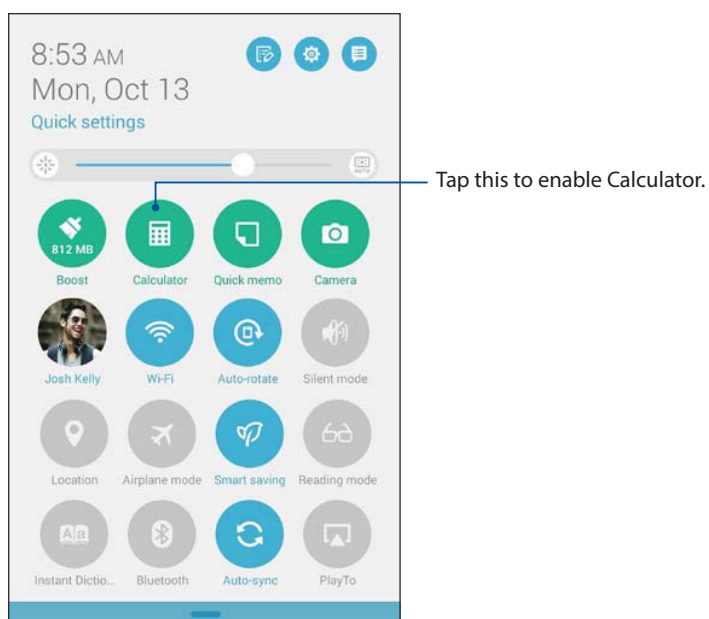 8:53 AM
Mon, Oct 13
Quick settings
AUTO
Tap this to enable Calculator.
812 MB
Boost
Calculator
Quick memo
Camera
Josh Kelly
Wi-Fi
Auto-rotate
Silent mode
Location
Airplane mode
Smart saving
Reading mode
Aa
Instant Dictio...
Bluetooth
Auto-sync
PlayTo